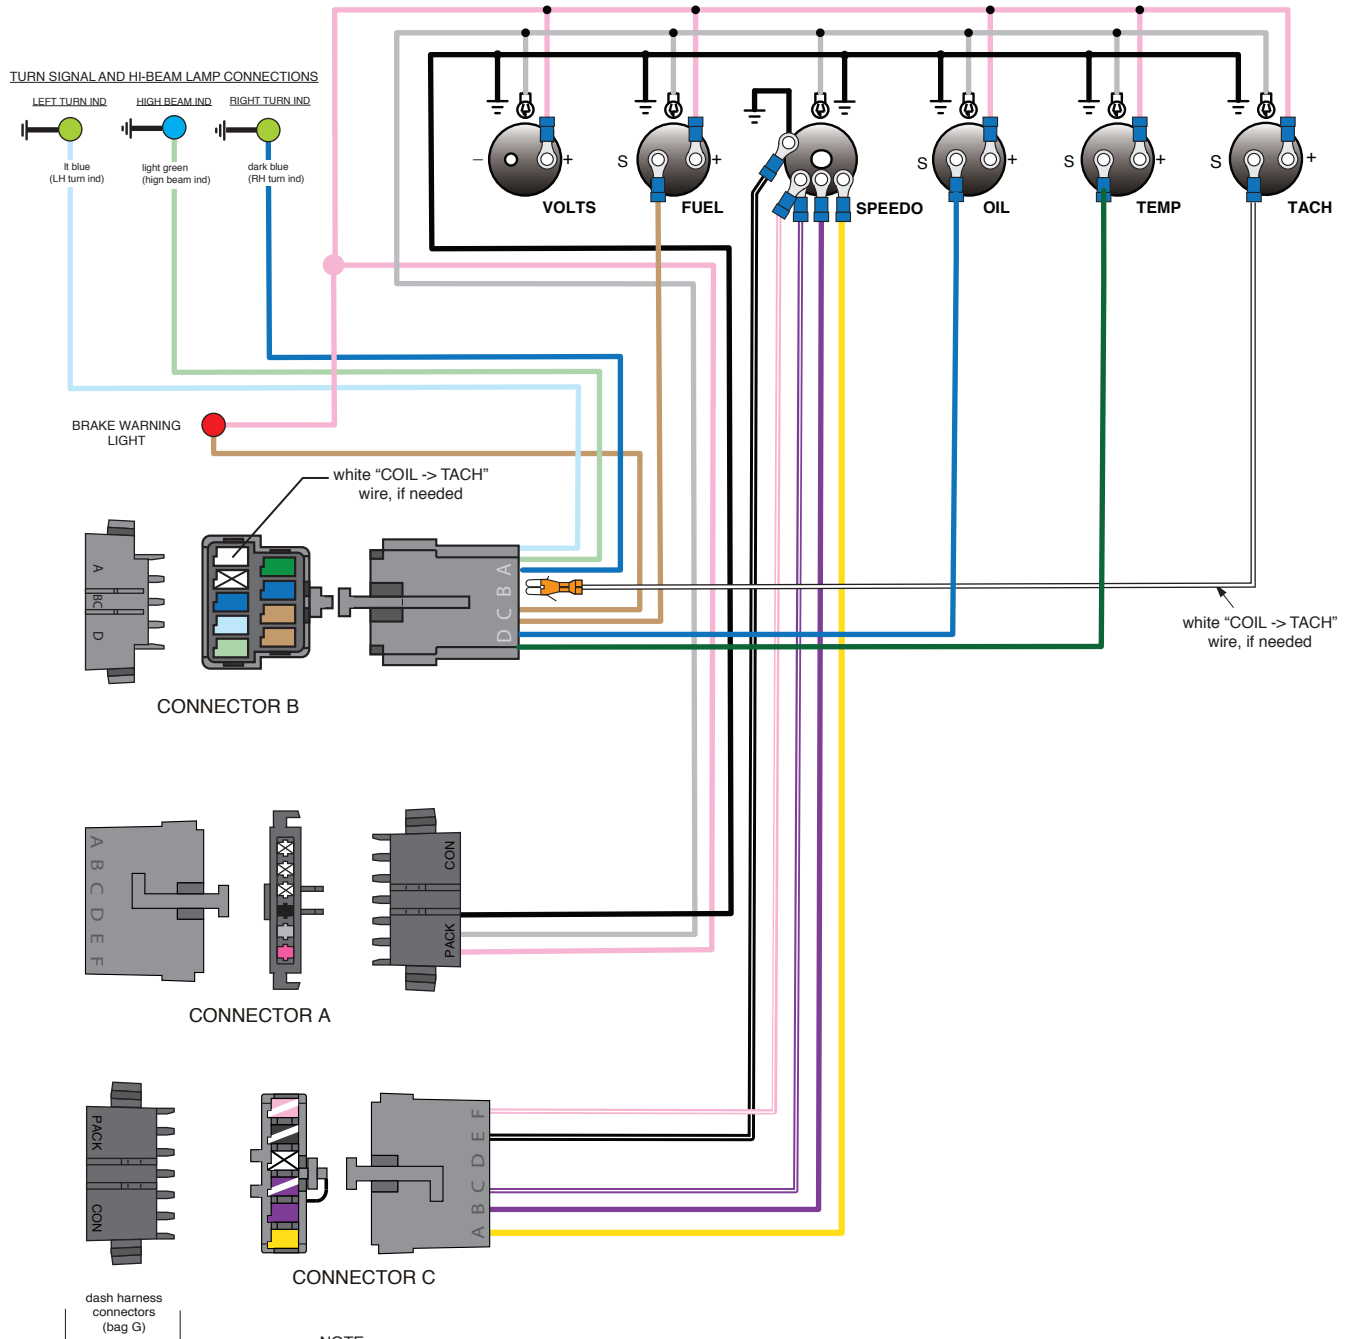 TURN SIGNAL AND HI-BEAM LAMP CONNECTIONS
LEFT TURN IND
HIGH BEAM IND
RIGHT TURN IND
lt blue
(LH turn ind)
light green
(hign beam ind)
dark blue
(RH turn ind)
– +
VOLTS
S +
FUEL
SPEEDO
S +
OIL
S +
TEMP
S +
TACH
BRAKE WARNING
LIGHT
white “COIL -> TACH”
wire, if needed
A
BC
D
D C B A
white “COIL -> TACH”
wire, if needed
CONNECTOR B
A B C D E F
CON
PACK
CONNECTOR A
PACK
CON
A B C D E F
CONNECTOR C
dash harness
connectors
(bag G)